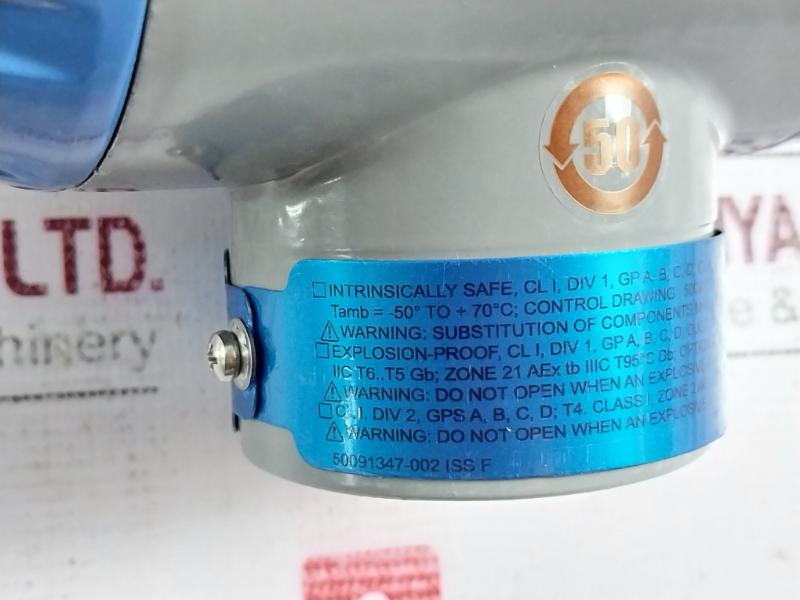 50
LTD.
YA
chinery
e &
☐ INTRINSICALLY SAFE, CL I, DIV 1, GP A, B, C, D,
Tamb = -50° TO + 70°C; CONTROL DRAWING
⚠ WARNING: SUBSTITUTION OF COMPONENTS
☐ EXPLOSION-PROOF, CL I, DIV 1, GP A, B, C, D;
IIC T6..T5 Gb; ZONE 21 AEx tb IIIC T95°C Db;
⚠ WARNING: DO NOT OPEN WHEN AN EXPLOSIVE
☐ CL I, DIV 2, GPS A, B, C, D; T4. CLASS I, ZONE
⚠ WARNING: DO NOT OPEN WHEN AN EXPLOSIVE
50091347-002 ISS F